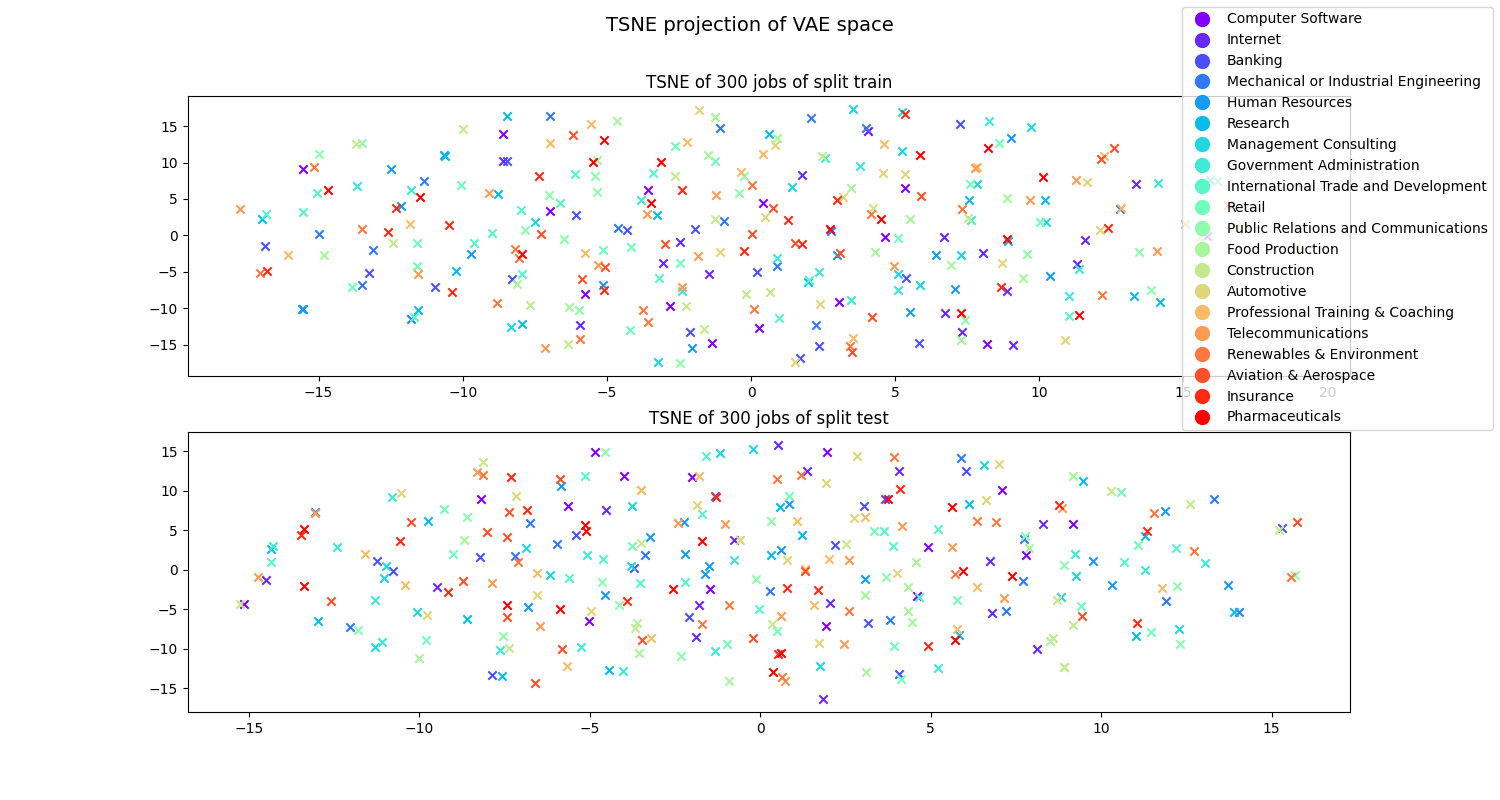 TSNE projection of VAE space
TSNE of 300 jobs of split train
15
10
5
0
−5
−10
−15
−15
−10
−5
0
5
10
15
20
Computer Software
Internet
Banking
Mechanical or Industrial Engineering
Human Resources
Research
Management Consulting
Government Administration
International Trade and Development
Retail
Public Relations and Communications
Food Production
Construction
Automotive
Professional Training & Coaching
Telecommunications
Renewables & Environment
Aviation & Aerospace
Insurance
Pharmaceuticals
TSNE of 300 jobs of split test
15
10
5
0
−5
−10
−15
−15
−10
−5
0
5
10
15